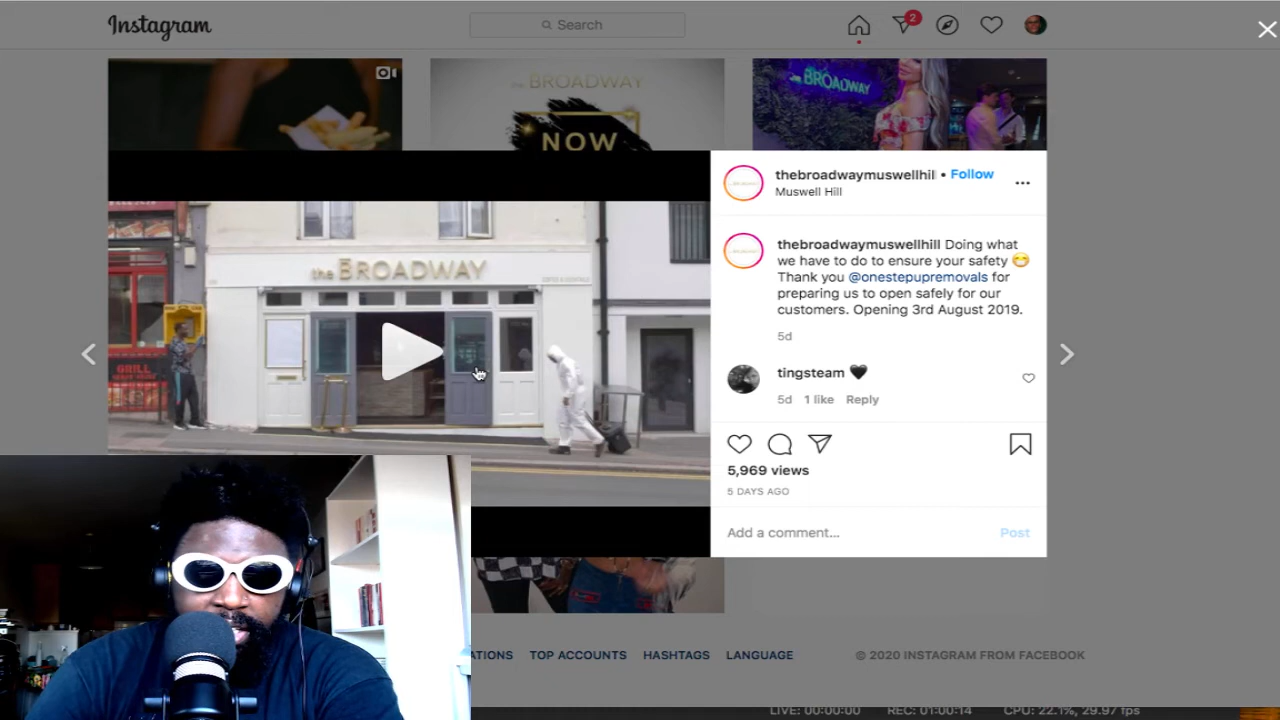 Instagram
Search
2
the BROADWAY
NOW
the BROADWAY
the BROADWAY
GRILL
thebroadwaymuswellhill • Follow
Muswell Hill
thebroadwaymuswellhill Doing what
we have to do to ensure your safety 😷
Thank you @onestepupremovals for
preparing us to open safely for our
customers. Opening 3rd August 2019.
5d
tingsteam 🖤
5d 1 like Reply
5,969 views
5 DAYS AGO
Add a comment... Post
ATIONS TOP ACCOUNTS HASHTAGS LANGUAGE © 2020 INSTAGRAM FROM FACEBOOK
LIVE: 00:00:00 REC: 01:00:14 CPU: 22.1%, 29.97 fps